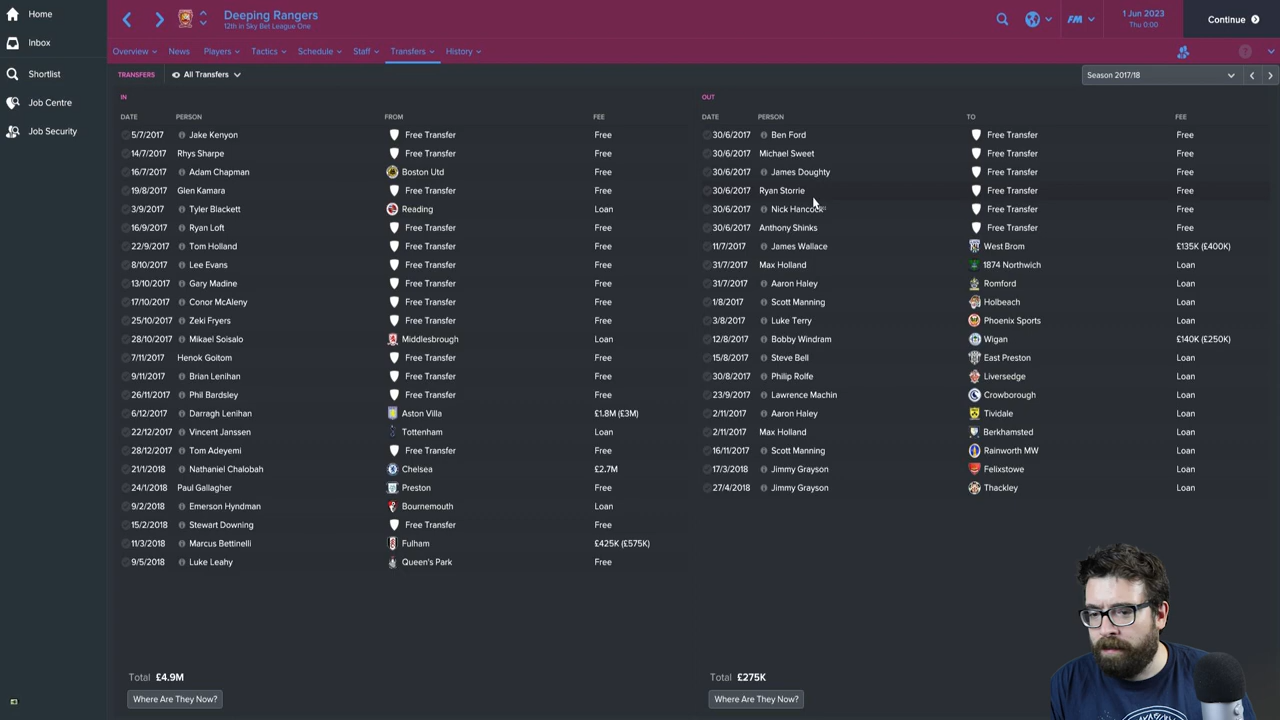 Home
Inbox
Shortlist
Job Centre
Job Security
Deeping Rangers
12th in Sky Bet League One
FM
1 Jun 2023
Thu 0:00
Continue
Overview
News
Players
Tactics
Schedule
Staff
Transfers
History
TRANSFERS
All Transfers
Season 2017/18
IN
DATE PERSON FROM FEE
5/7/2017 Jake Kenyon Free Transfer Free
14/7/2017 Rhys Sharpe Free Transfer Free
16/7/2017 Adam Chapman Boston Utd Free
19/8/2017 Glen Kamara Free Transfer Free
3/9/2017 Tyler Blackett Reading Loan
16/9/2017 Ryan Loft Free Transfer Free
22/9/2017 Tom Holland Free Transfer Free
8/10/2017 Lee Evans Free Transfer Free
13/10/2017 Gary Madine Free Transfer Free
17/10/2017 Conor McAleny Free Transfer Free
25/10/2017 Zeki Fryers Free Transfer Free
28/10/2017 Mikael Soisalo Middlesbrough Loan
7/11/2017 Henok Goitom Free Transfer Free
9/11/2017 Brian Lenihan Free Transfer Free
26/11/2017 Phil Bardsley Free Transfer Free
6/12/2017 Darragh Lenihan Aston Villa £1.8M (£3M)
22/12/2017 Vincent Janssen Tottenham Loan
28/12/2017 Tom Adeyemi Free Transfer Free
21/1/2018 Nathaniel Chalobah Chelsea £2.7M
24/1/2018 Paul Gallagher Preston Free
9/2/2018 Emerson Hyndman Bournemouth Loan
15/2/2018 Stewart Downing Free Transfer Free
11/3/2018 Marcus Bettinelli Fulham £425K (£575K)
9/5/2018 Luke Leahy Queen's Park Free
Total £4.9M
Where Are They Now?
OUT
DATE PERSON TO FEE
30/6/2017 Ben Ford Free Transfer Free
30/6/2017 Michael Sweet Free Transfer Free
30/6/2017 James Doughty Free Transfer Free
30/6/2017 Ryan Storrie Free Transfer Free
30/6/2017 Nick Hancock Free Transfer Free
30/6/2017 Anthony Shinks Free Transfer Free
11/7/2017 James Wallace West Brom £135K (£400K)
31/7/2017 Max Holland 1874 Northwich Loan
31/7/2017 Aaron Haley Romford Loan
1/8/2017 Scott Manning Holbeach Loan
3/8/2017 Luke Terry Phoenix Sports Loan
12/8/2017 Bobby Windram Wigan £140K (£250K)
15/8/2017 Steve Bell East Preston Loan
30/8/2017 Philip Rolfe Liversedge Loan
23/9/2017 Lawrence Machin Crowborough Loan
2/11/2017 Aaron Haley Tividale Loan
2/11/2017 Max Holland Berkhamsted Loan
16/11/2017 Scott Manning Rainworth MW Loan
17/3/2018 Jimmy Grayson Felixstowe Loan
27/4/2018 Jimmy Grayson Thackley Loan
Total £275K
Where Are They Now?